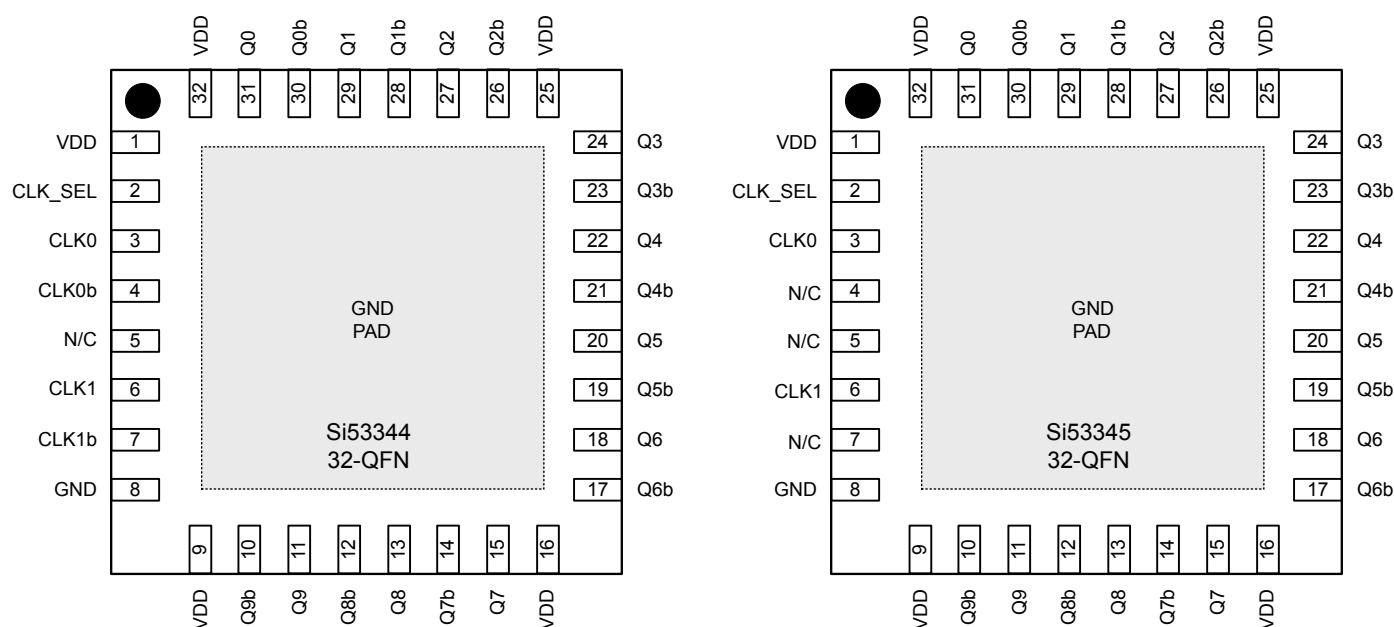 VDD
Q0
Q0b
Q1
Q1b
Q2
Q2b
VDD
32
31
30
29
28
27
26
25
VDD 1
CLK_SEL 2
CLK0 3
CLK0b 4
N/C 5
CLK1 6
CLK1b 7
GND 8
GND
PAD
Si53344
32-QFN
24 Q3
23 Q3b
22 Q4
21 Q4b
20 Q5
19 Q5b
18 Q6
17 Q6b
9
10
11
12
13
14
15
16
VDD
Q9b
Q9
Q8b
Q8
Q7b
Q7
VDD
VDD
Q0
Q0b
Q1
Q1b
Q2
Q2b
VDD
32
31
30
29
28
27
26
25
VDD 1
CLK_SEL 2
CLK0 3
N/C 4
N/C 5
CLK1 6
N/C 7
GND 8
GND
PAD
Si53345
32-QFN
24 Q3
23 Q3b
22 Q4
21 Q4b
20 Q5
19 Q5b
18 Q6
17 Q6b
9
10
11
12
13
14
15
16
VDD
Q9b
Q9
Q8b
Q8
Q7b
Q7
VDD